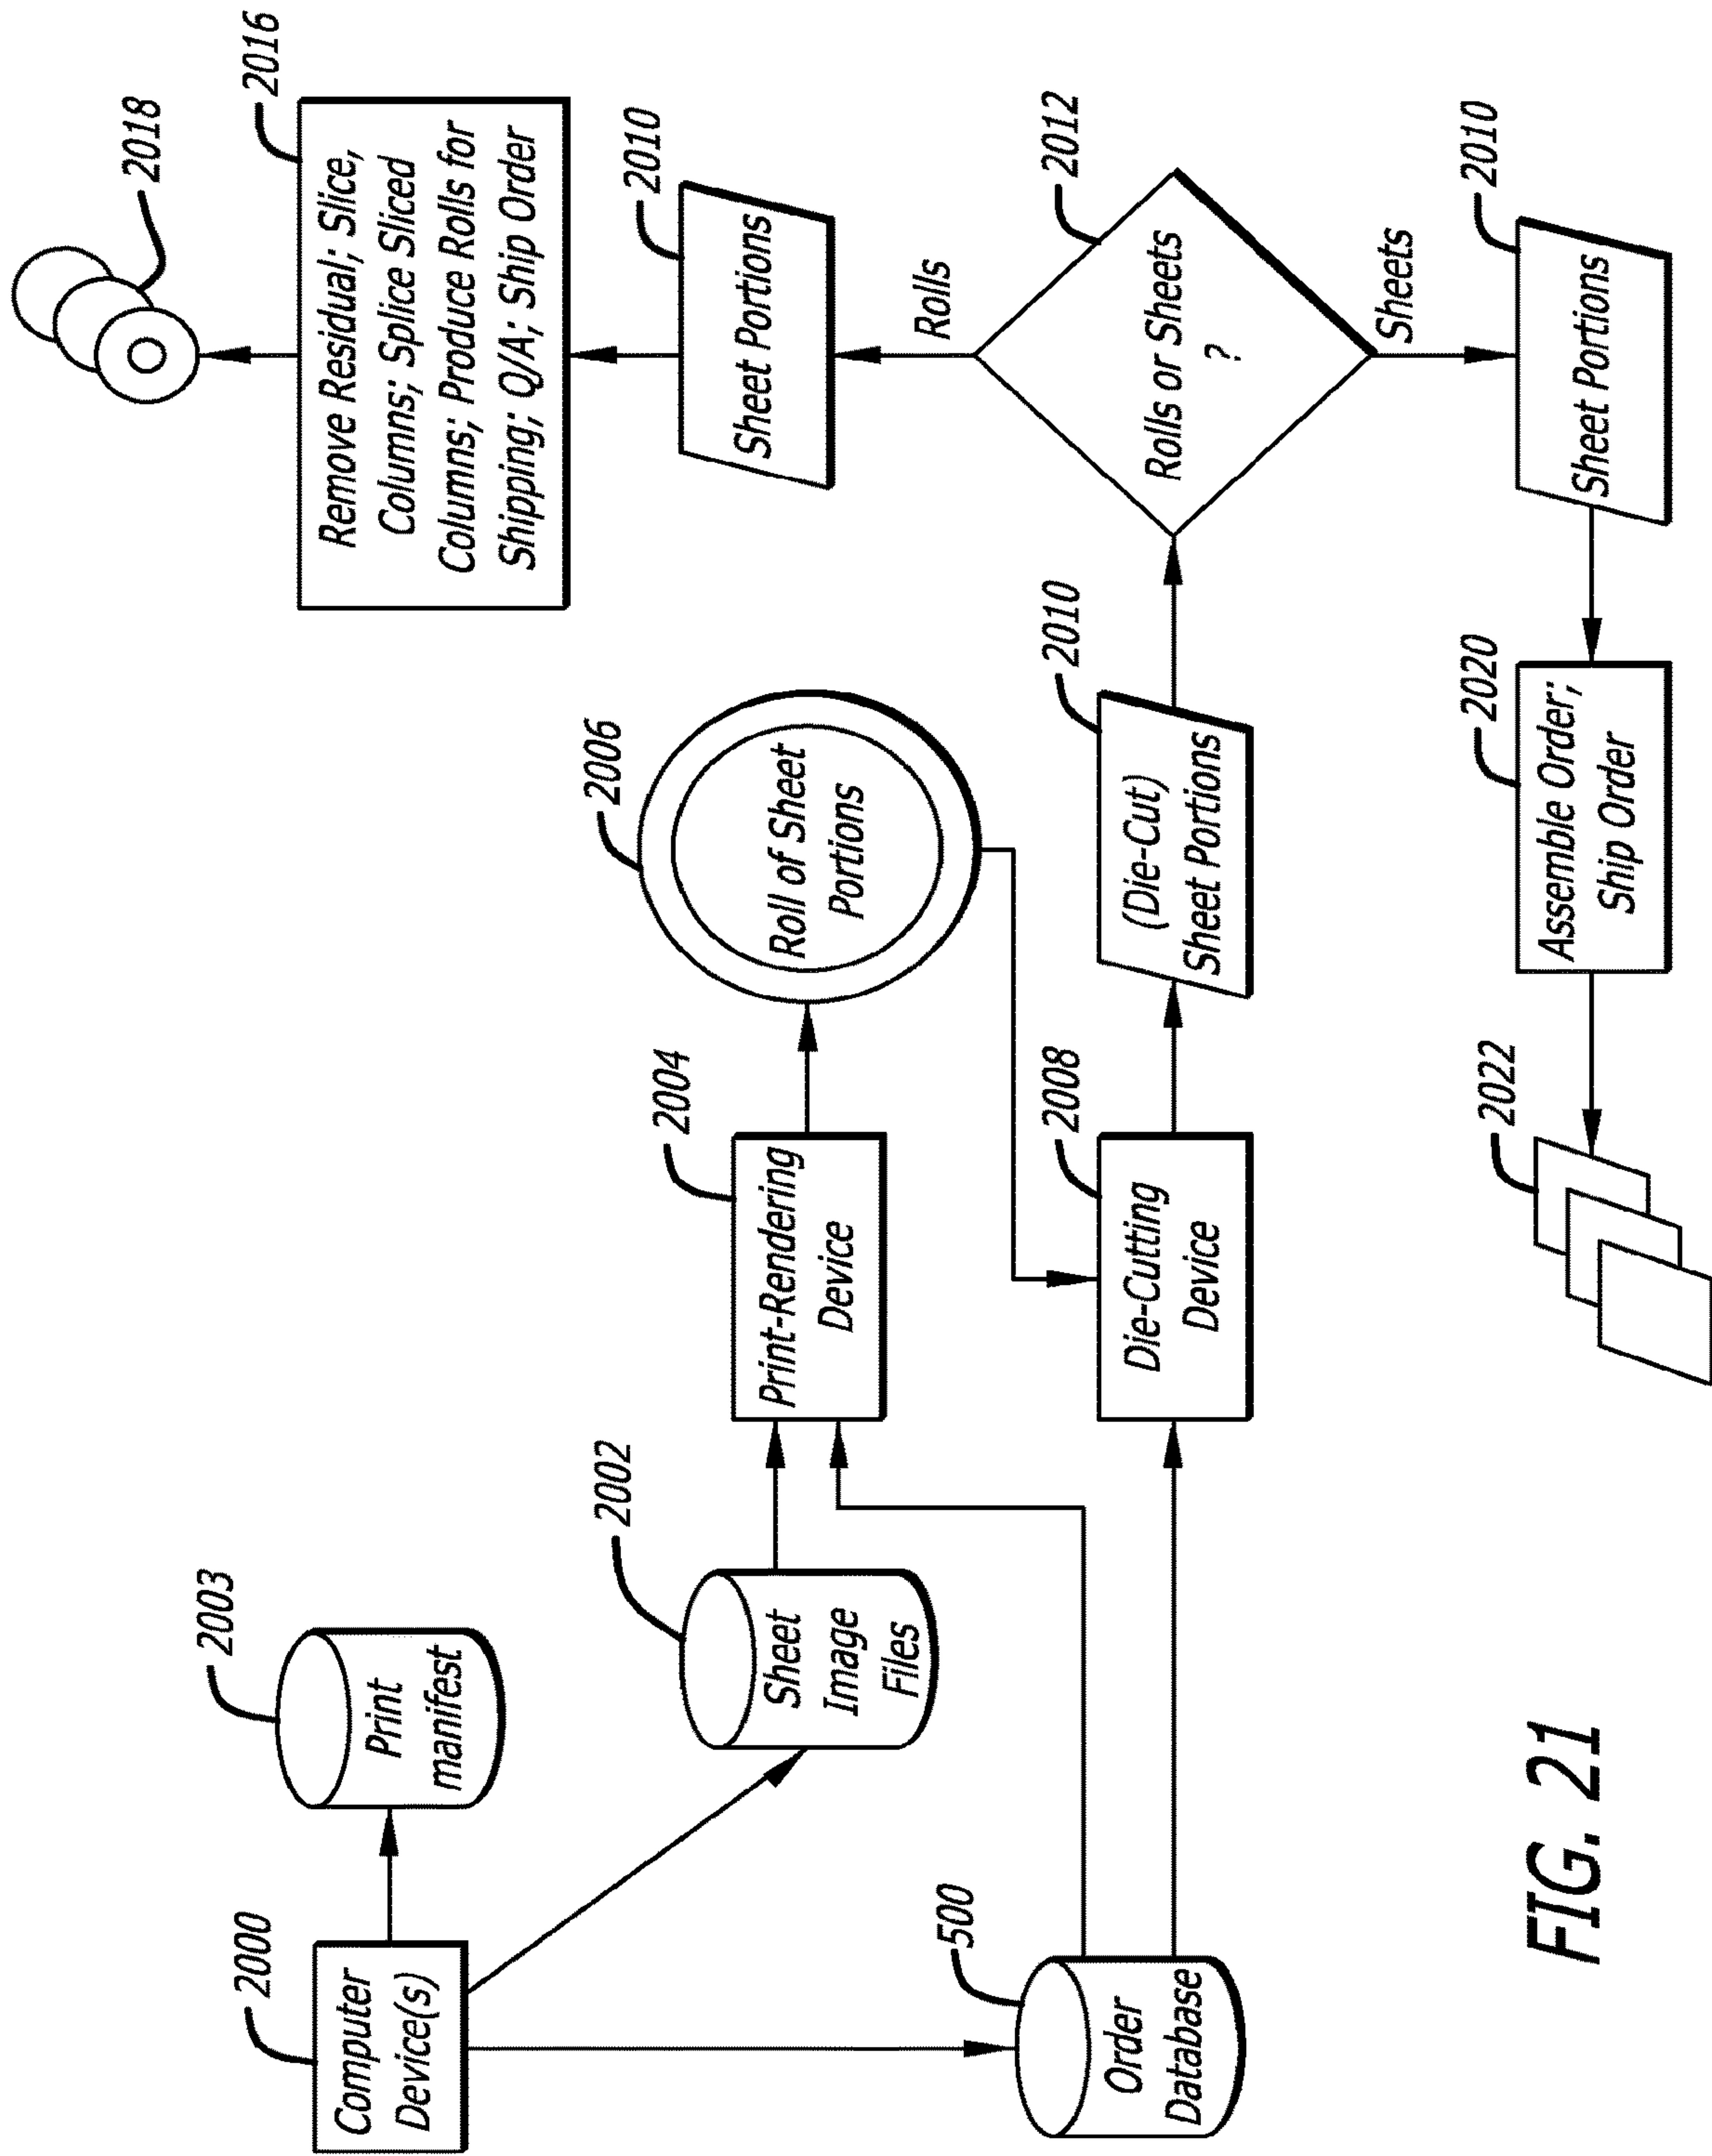 2000
Computer
Device(s)
2003
Print
manifest
2002
Sheet
Image
Files
500
Order
Database
2004
Print-Rendering
Device
2006
Roll of Sheet
Portions
2008
Die-Cutting
Device
2010
(Die-Cut)
Sheet Portions
2012
Rolls or Sheets
?
Rolls
2010
Sheet Portions
2016
Remove Residual; Slice,
Columns; Splice Sliced
Columns; Produce Rolls for
Shipping; Q/A; Ship Order
2018
Sheets
2010
Sheet Portions
2020
Assemble Order;
Ship Order
2022
FIG. 21